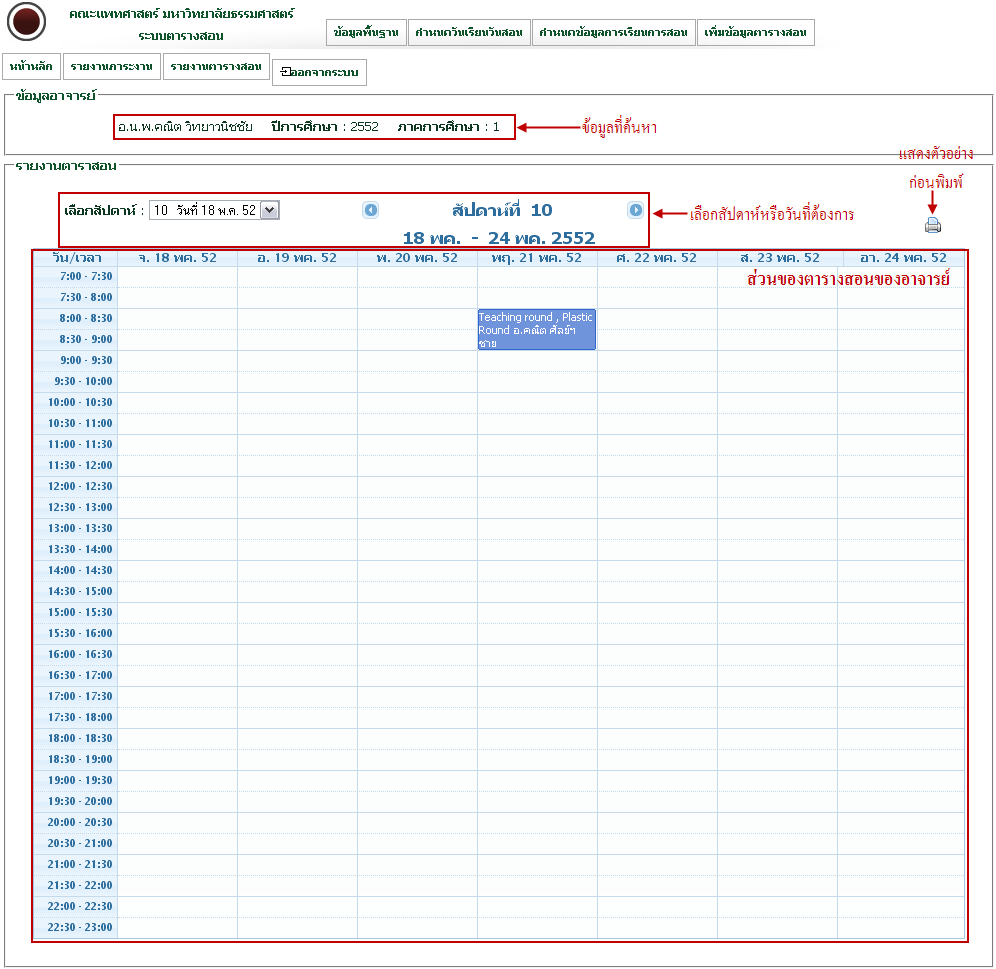 คณะแพทศาสตร์ มหาวิทยาลัยธรรมศาสตร์
ระบบตารางสอน
ข้อมูลพื้นฐาน กำหนดวันเรียนวันสอน กำหนดข้อมูลการเรียนการสอน เพิ่มข้อมูลตารางสอน
หน้าหลัก รายงานภาระงาน รายงานตารางสอน ออกจากระบบ
ข้อมูลอาจารย์
อ.น.พ.คณิต วิทยาวนิชชัย ปีการศึกษา : 2552 ภาคการศึกษา : 1
ข้อมูลที่ค้นหา
แสดงตัวอย่าง
ก่อนพิมพ์
รายงานตาราสอน
เลือกสัปดาห์ : 10 วันที่ 18 พ.ค. 52
สัปดาห์ที่ 10
18 พค. - 24 พค. 2552
เลือกสัปดาห์หรือวันที่ต้องการ
วัน/เวลา จ. 18 พค. 52 อ. 19 พค. 52 พ. 20 พค. 52 พฤ. 21 พค. 52 ศ. 22 พค. 52 ส. 23 พค. 52 อา. 24 พค. 52
ส่วนของตารางสอนของอาจารย์
7:00 - 7:30
7:30 - 8:00
8:00 - 8:30
8:30 - 9:00
Teaching round , Plastic
Round อ.คณิต ศัลย์ฯ
ชาย
9:00 - 9:30
9:30 - 10:00
10:00 - 10:30
10:30 - 11:00
11:00 - 11:30
11:30 - 12:00
12:00 - 12:30
12:30 - 13:00
13:00 - 13:30
13:30 - 14:00
14:00 - 14:30
14:30 - 15:00
15:00 - 15:30
15:30 - 16:00
16:00 - 16:30
16:30 - 17:00
17:00 - 17:30
17:30 - 18:00
18:00 - 18:30
18:30 - 19:00
19:00 - 19:30
19:30 - 20:00
20:00 - 20:30
20:30 - 21:00
21:00 - 21:30
21:30 - 22:00
22:00 - 22:30
22:30 - 23:00